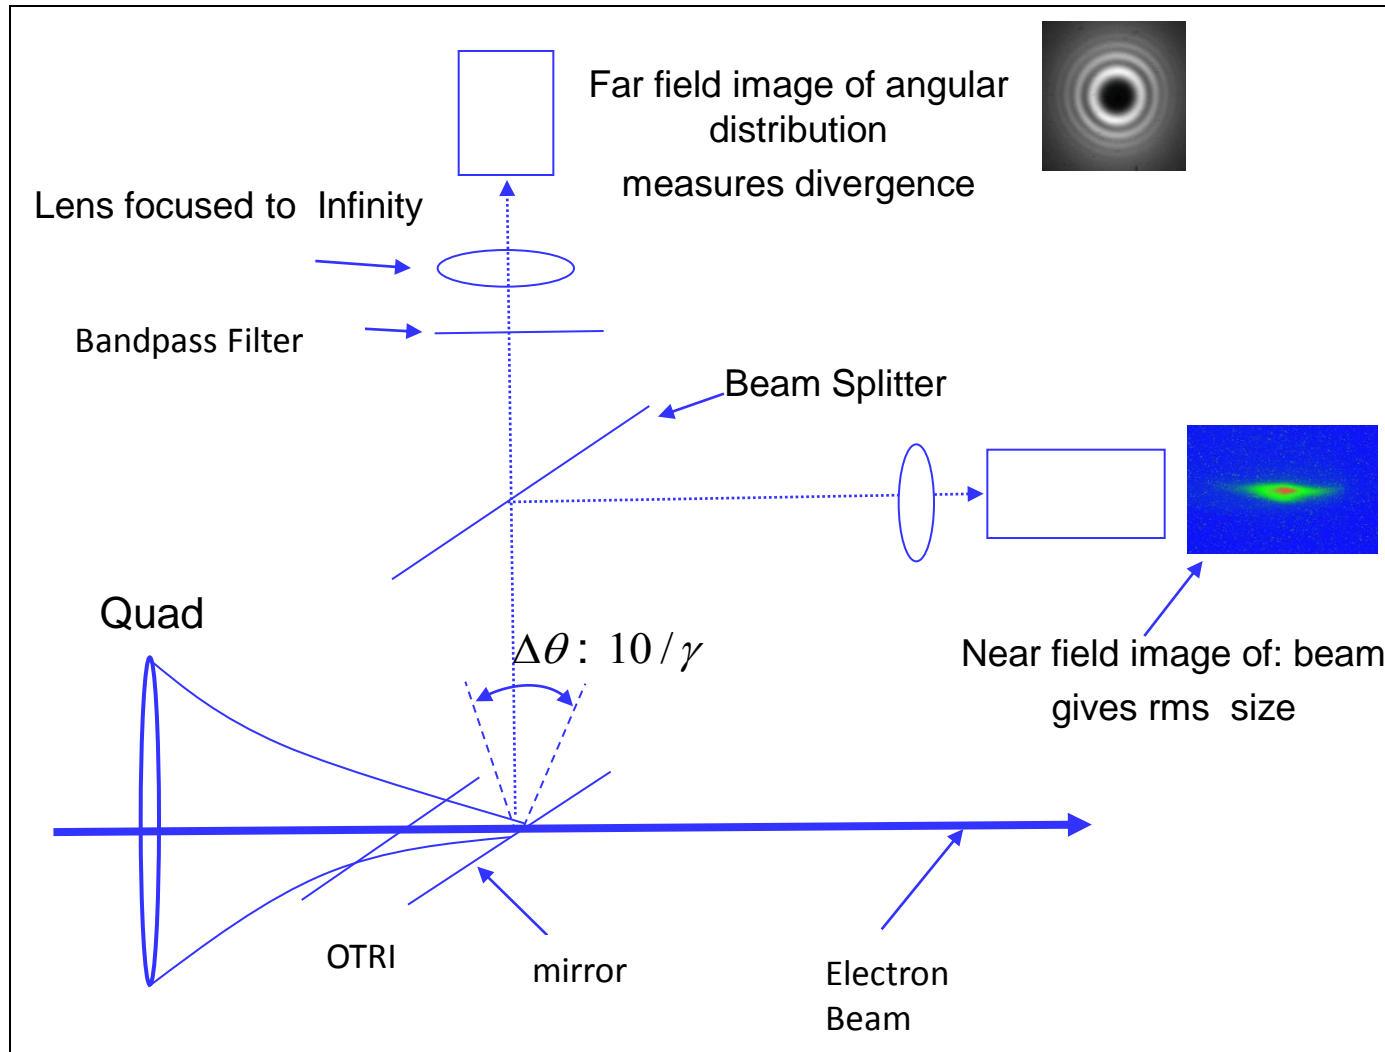 Far field image of angular
distribution
measures divergence
Lens focused to Infinity
Bandpass Filter
Beam Splitter
Quad
Δθ : 10 / γ
Near field image of: beam
gives rms size
OTRI
mirror
Electron
Beam